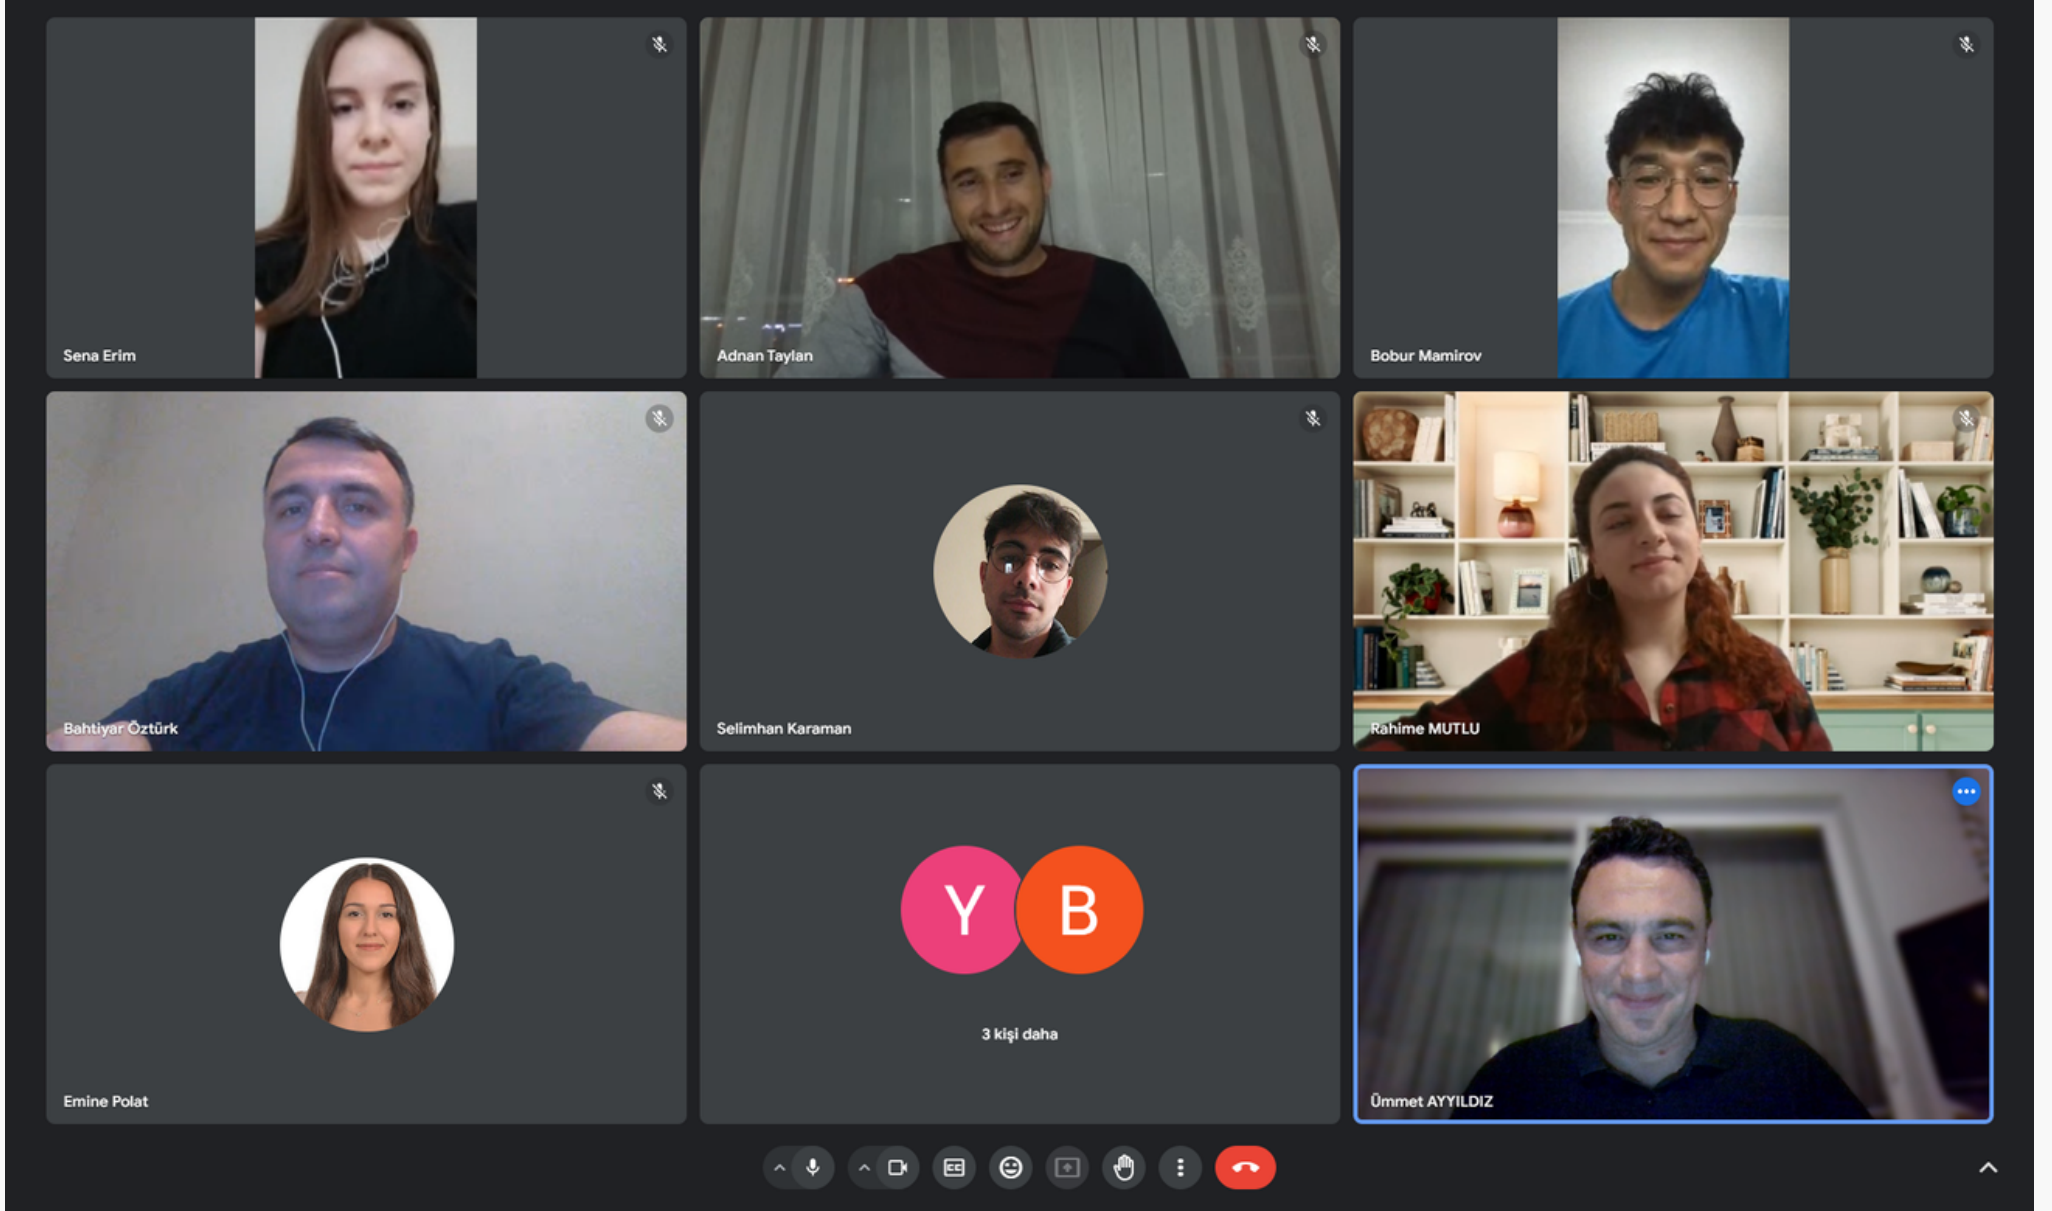 Sena Erim
Adnan Taylan
Bobur Mamirov
Bahtiyar Öztürk
Selimhan Karaman
Rahime MUTLU
Emine Polat
Y B
3 kişi daha
Ümmet AYYILDIZ
CC